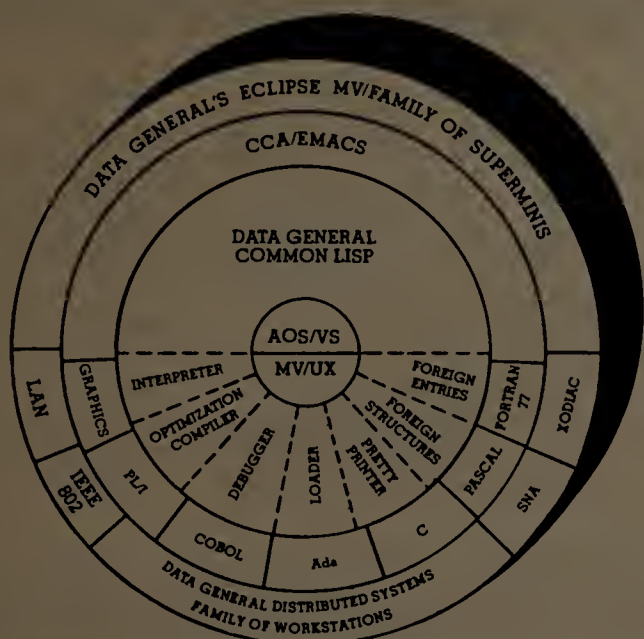 DATA GENERAL'S ECLIPSE MV/FAMILY OF SUPERMINIS
CCA/EMACS
DATA GENERAL
COMMON LISP
AOS/VS
MV/UX
INTERPRETER
OPTIMIZATION
COMPILER
DEBUGGER
LOADER
PRETTY
PRINTER
FOREIGN
STRUCTURES
FOREIGN
ENTRIES
GRAPHICS
PL/I
COBOL
Ada
C
PASCAL
FORTRAN
77
LAN
IEEE
802
DATA GENERAL DISTRIBUTED SYSTEMS
FAMILY OF WORKSTATIONS
SNA
XODIAC